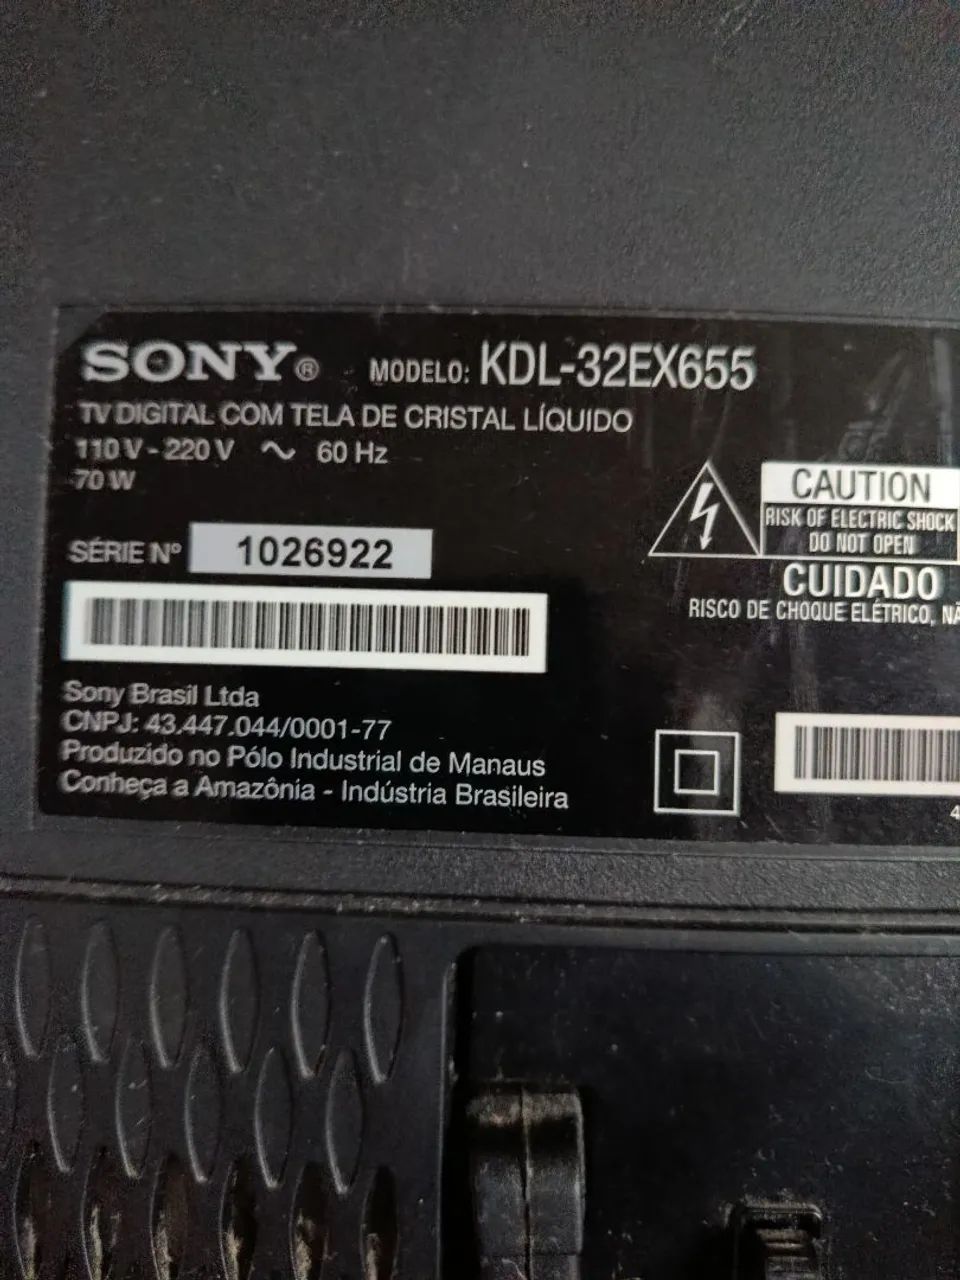 SONY® MODELO: KDL-32EX655
TV DIGITAL COM TELA DE CRISTAL LÍQUIDO
110 V - 220 V ~ 60 Hz
70 W
SÉRIE Nº 1026922
Sony Brasil Ltda
CNPJ: 43.447.044/0001-77
Produzido no Pólo Industrial de Manaus
Conheça a Amazônia - Indústria Brasileira
CAUTION
RISK OF ELECTRIC SHOCK
DO NOT OPEN
CUIDADO
RISCO DE CHOQUE ELÉTRICO, NÃ
4